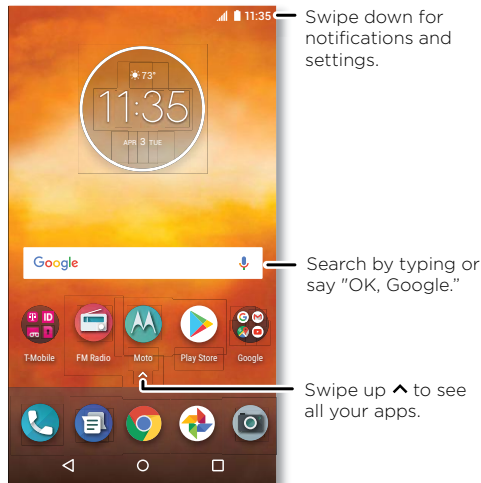 11:35
Swipe down for
notifications and
settings.
73°
11:35
APR 3 TUE
Google
Search by typing or
say "OK, Google.”
T-Mobile FM Radio Moto Play Store Google
Swipe up ^ to see
all your apps.